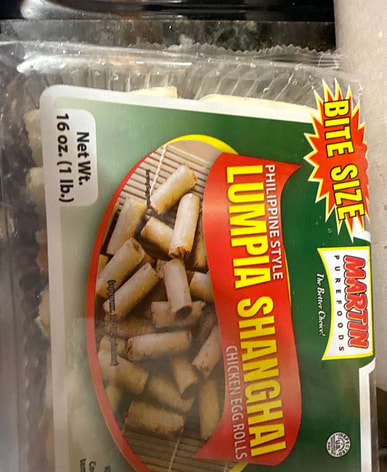 BITE SIZE
MARTIN
PUREFOODS
The Better Choice!
PHILIPPINE STYLE
LUMPIA SHANGHAI
CHICKEN EGG ROLLS
Net Wt.
16 oz. (1 lb.)